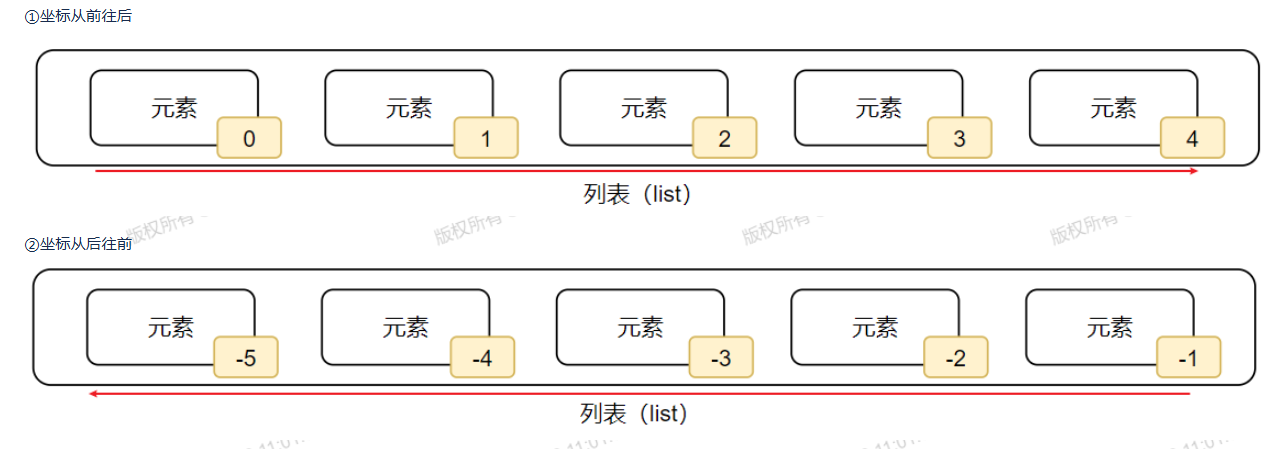 ①坐标从前往后
元素 元素 元素 元素 元素
0 1 2 3 4
列表（list）
版权所有 版权所有 版权所有 版权所有
②坐标从后往前
元素 元素 元素 元素 元素
-5 -4 -3 -2 -1
列表（list）